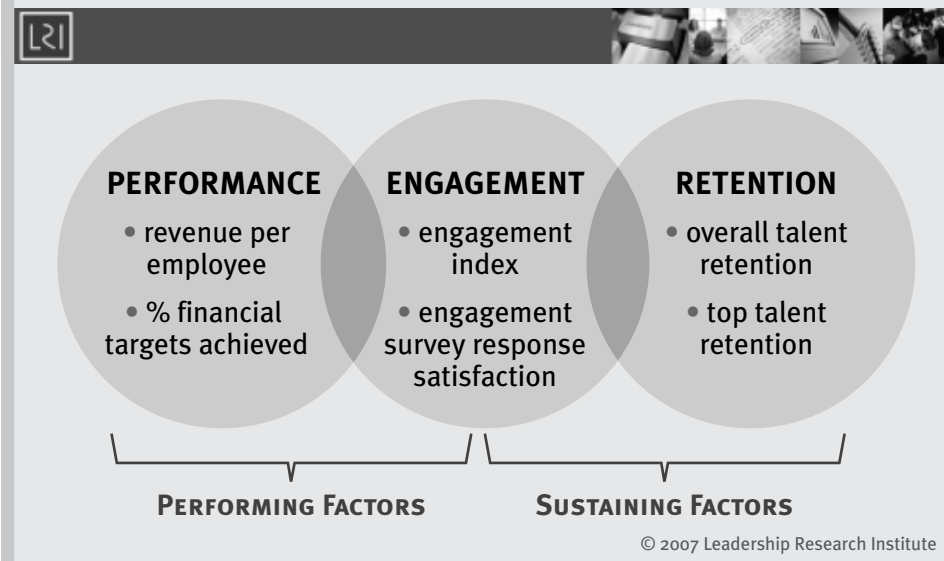 LRI
PERFORMANCE
• revenue per
employee
• % financial
targets achieved
ENGAGEMENT
• engagement
index
• engagement
survey response
satisfaction
RETENTION
• overall talent
retention
• top talent
retention
PERFORMING FACTORS
SUSTAINING FACTORS
© 2007 Leadership Research Institute